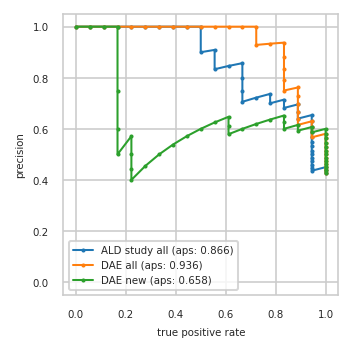 1.0
0.8
0.6
0.4
0.2
0.0
precision
ALD study all (aps: 0.866)
DAE all (aps: 0.936)
DAE new (aps: 0.658)
0.0 0.2 0.4 0.6 0.8 1.0
true positive rate